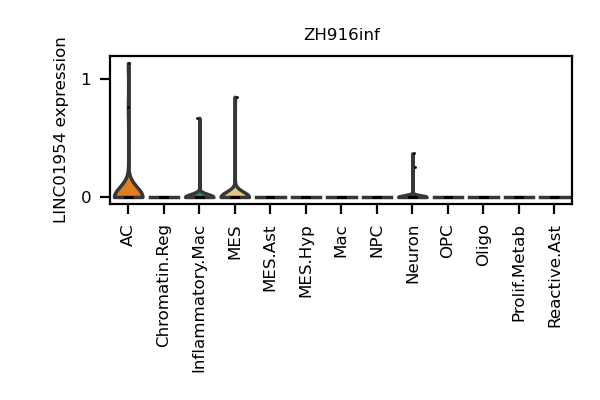 ZH916inf
LINC01954 expression
1
0
AC
Chromatin.Reg
Inflammatory.Mac
MES
MES.Ast
MES.Hyp
Mac
NPC
Neuron
OPC
Oligo
Prolif.Metab
Reactive.Ast